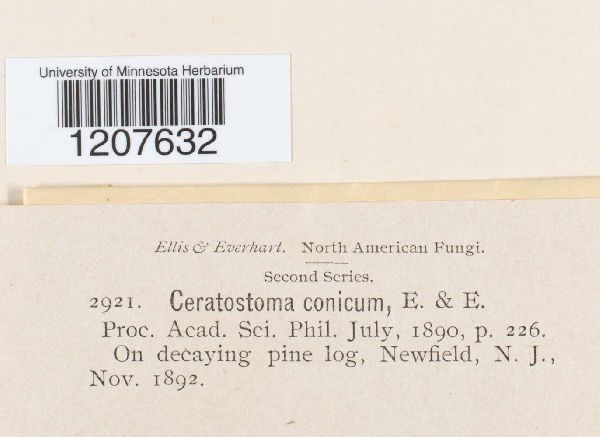 University of Minnesota Herbarium
1207632
Ellis & Everhart. North American Fungi.
Second Series.
2921. Ceratostoma conicum, E. & E.
Proc. Acad. Sci. Phil. July, 1890, p. 226.
On decaying pine log, Newfield, N. J.,
Nov. 1892.